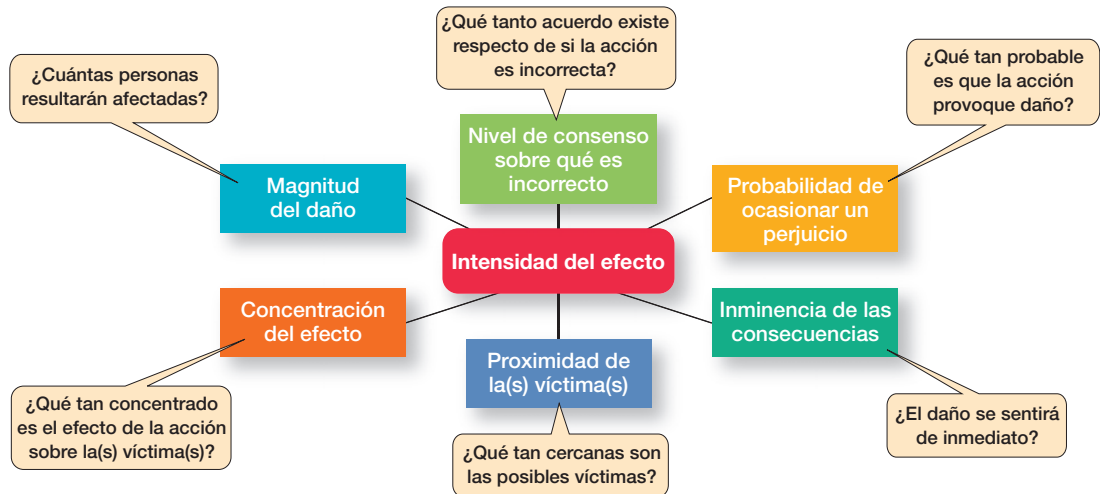 ¿Qué tanto acuerdo existe
respecto de si la acción
es incorrecta?
¿Cuántas personas
resultarán afectadas?
¿Qué tan probable
es que la acción
provoque daño?
Nivel de consenso
sobre qué es
incorrecto
Magnitud
del daño
Probabilidad de
ocasionar un
perjuicio
Intensidad del efecto
Concentración
del efecto
Inminencia de las
consecuencias
Proximidad de
la(s) víctima(s)
¿Qué tan concentrado
es el efecto de la acción
sobre la(s) víctima(s)?
¿El daño se sentirá
de inmediato?
¿Qué tan cercanas son
las posibles víctimas?